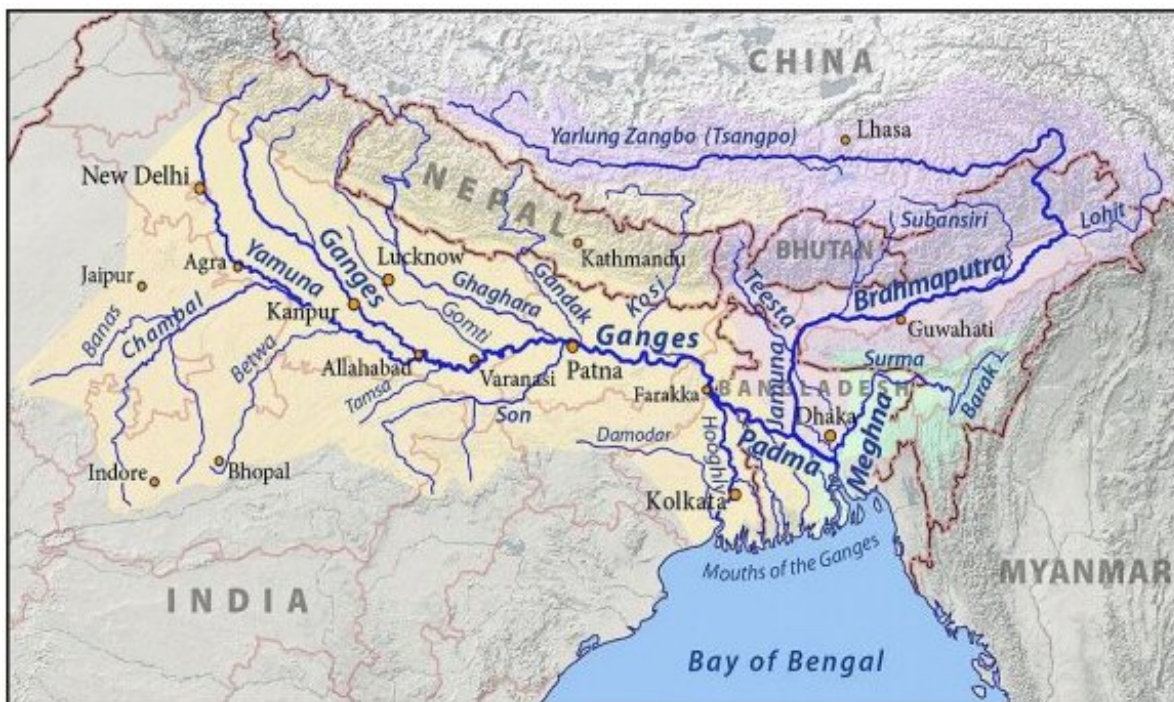 CHINA
Yarlung Zangbo (Tsangpo)
Lhasa
New Delhi
NEPAL
Subansiri
Lohit
BHUTAN
Kathmandu
Agra
Yamuna
Ganges
Lucknow
Jaipur
Ghaghara
Gandak
Kosi
Teesta
Brahmaputra
Guwahati
Banas
Chambal
Kanpur
Gomti
Ganges
Betwa
Allahabad
Varanasi
Patna
Jamuna
Surma
Barak
Tamsa
Son
Farakka
BANGLADESH
Dhaka
Meghna
Damodar
Hooghly
Padma
Indore
Bhopal
Kolkata
Mouths of the Ganges
INDIA
MYANMAR
Bay of Bengal